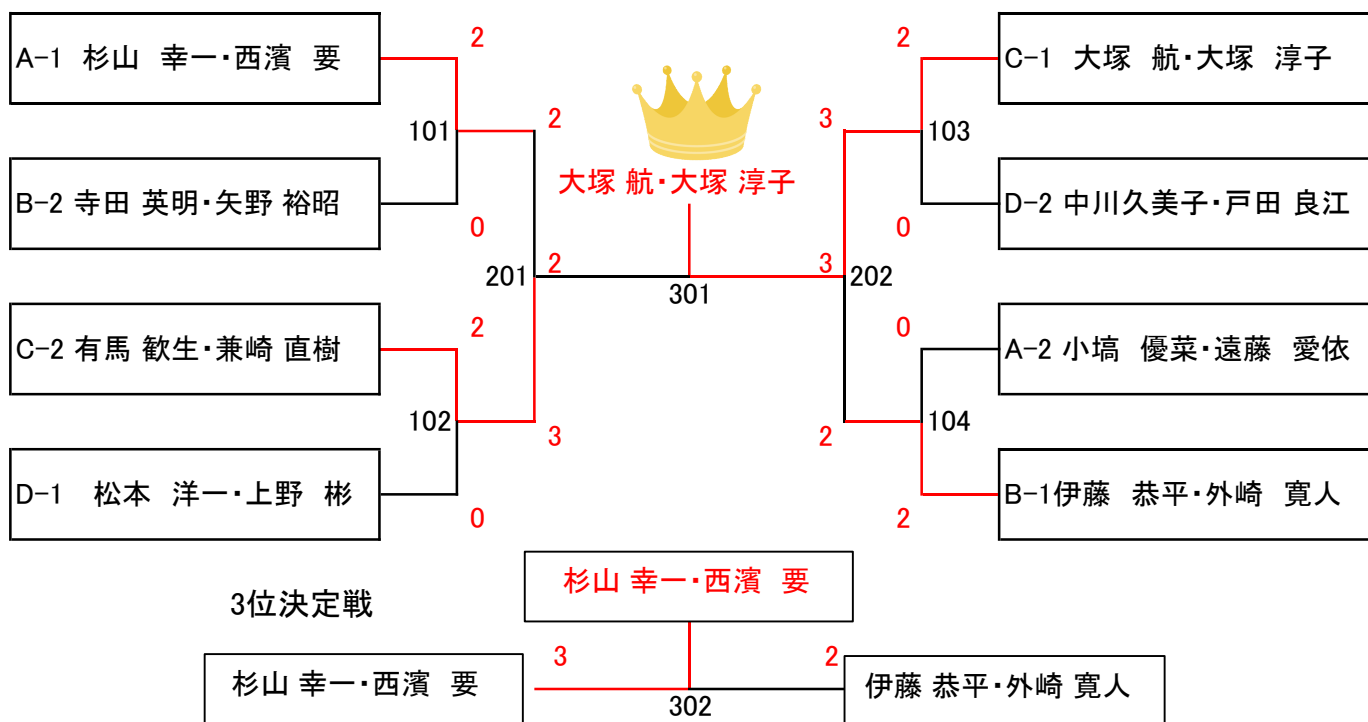 2
2
A-1 杉山 幸一・西濱 要
C-1 大塚 航・大塚 淳子
2
3
101
103
大塚 航・大塚 淳子
B-2 寺田 英明・矢野 裕昭
D-2 中川久美子・戸田 良江
0
0
201
2
3
202
301
2
0
C-2 有馬 歓生・兼崎 直樹
A-2 小塙 優菜・遠藤 愛依
102
104
3
2
D-1 松本 洋一・上野 彬
B-1伊藤 恭平・外崎 寛人
0
2
杉山 幸一・西濱 要
3位決定戦
3
2
杉山 幸一・西濱 要
伊藤 恭平・外崎 寛人
302